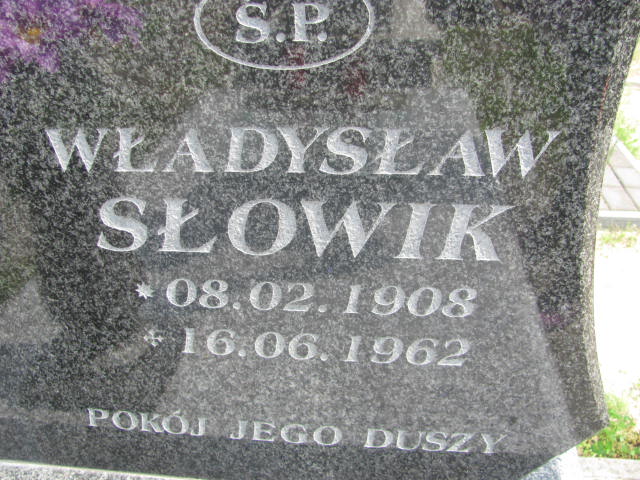 S.P.
WŁADYSŁAW
SŁOWIK
*08.02.1908
+16.06.1962
POKÓJ JEGO DUSZY